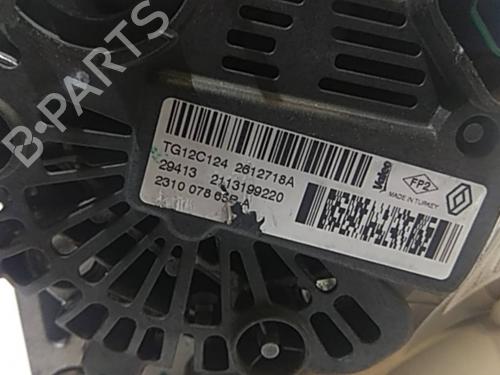 B-PARTS
TG12C124 2612718A
29413 2113199220
2310 078 65R A
Valeo
FP2
MADE IN TURKEY